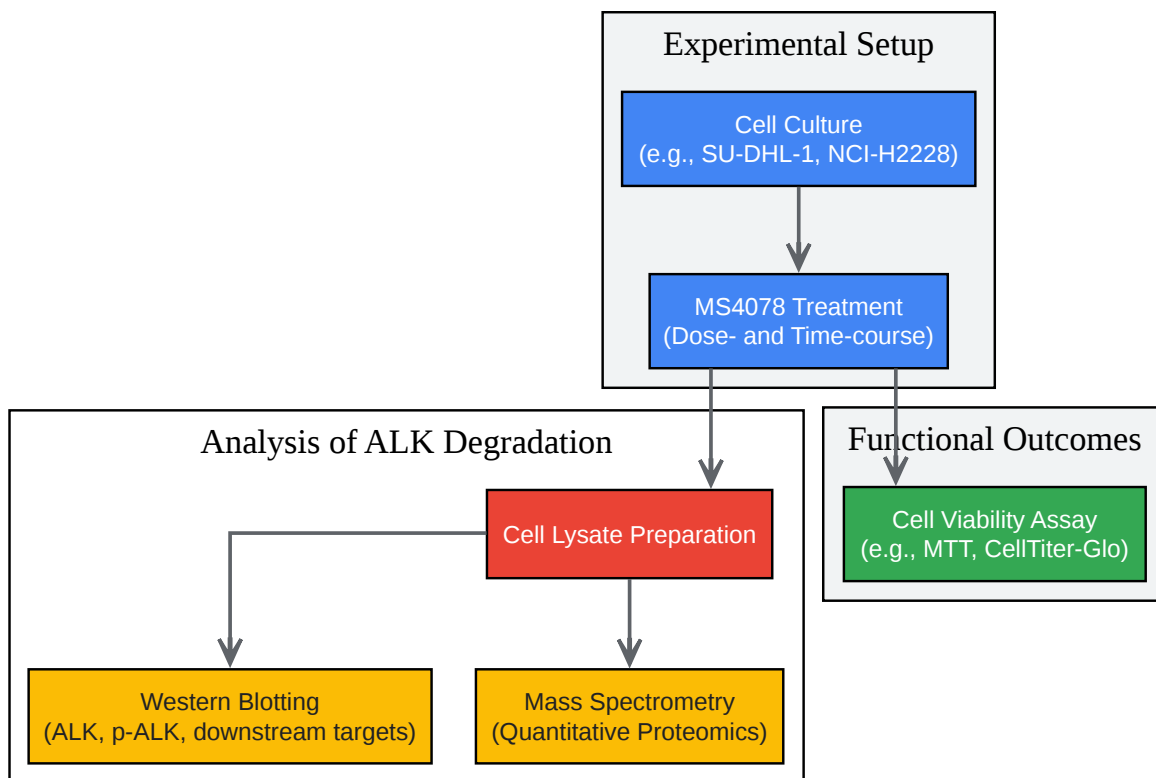 Experimental Setup
Cell Culture
(e.g., SU-DHL-1, NCI-H2228)
MS4078 Treatment
(Dose- and Time-course)
Analysis of ALK Degradation
Cell Lysate Preparation
Western Blotting
(ALK, p-ALK, downstream targets)
Mass Spectrometry
(Quantitative Proteomics)
Functional Outcomes
Cell Viability Assay
(e.g., MTT, CellTiter-Glo)